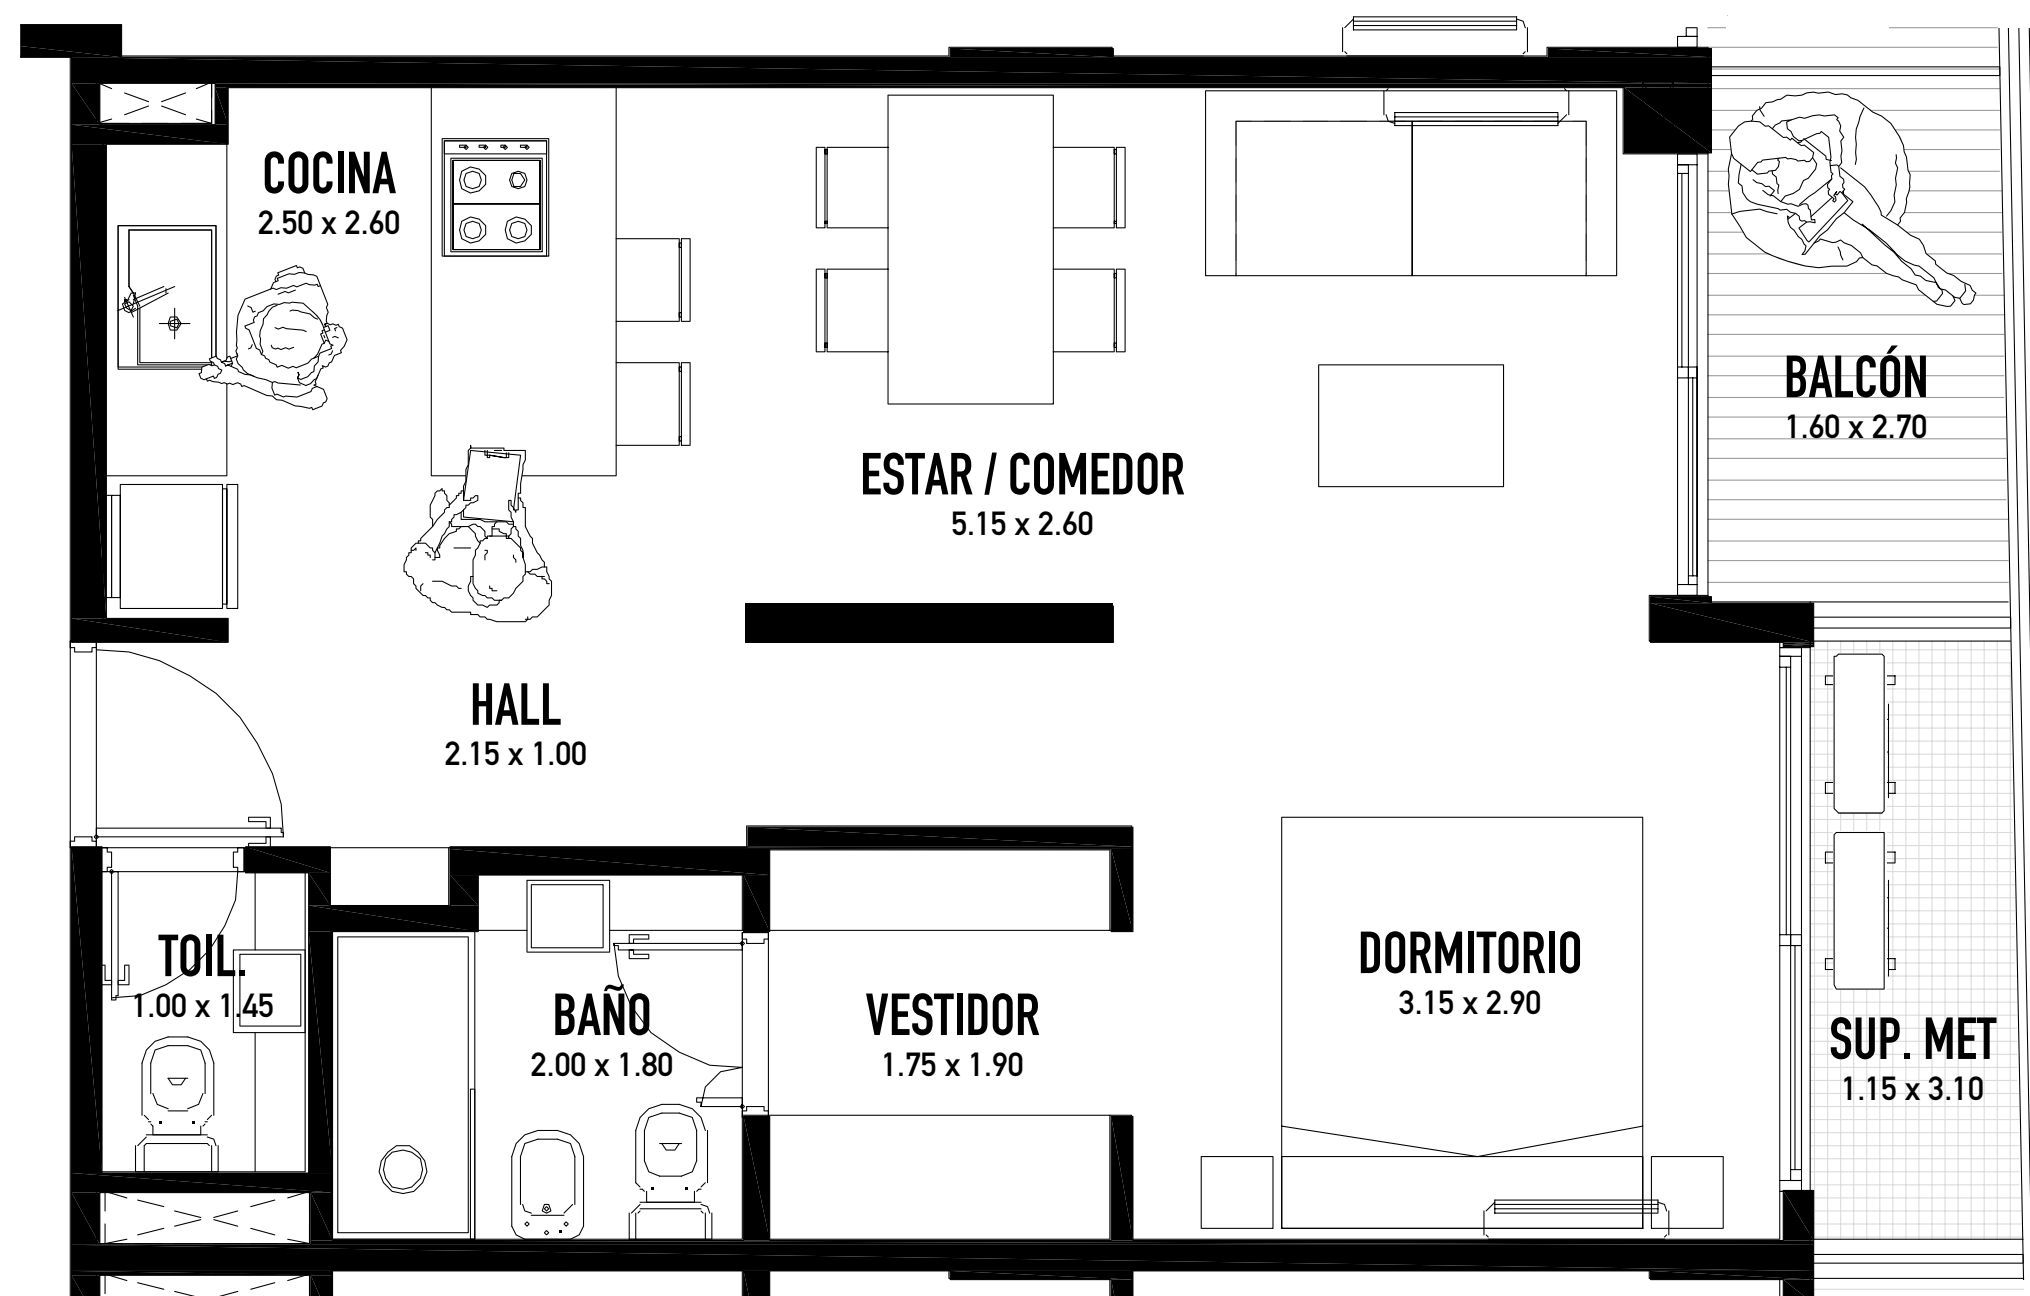 COCINA
2.50 x 2.60
BALCÓN
1.60 x 2.70
ESTAR / COMEDOR
5.15 x 2.60
HALL
2.15 x 1.00
TOIL.
1.00 x 1.45
BAÑO
2.00 x 1.80
VESTIDOR
1.75 x 1.90
DORMITORIO
3.15 x 2.90
SUP. MET
1.15 x 3.10